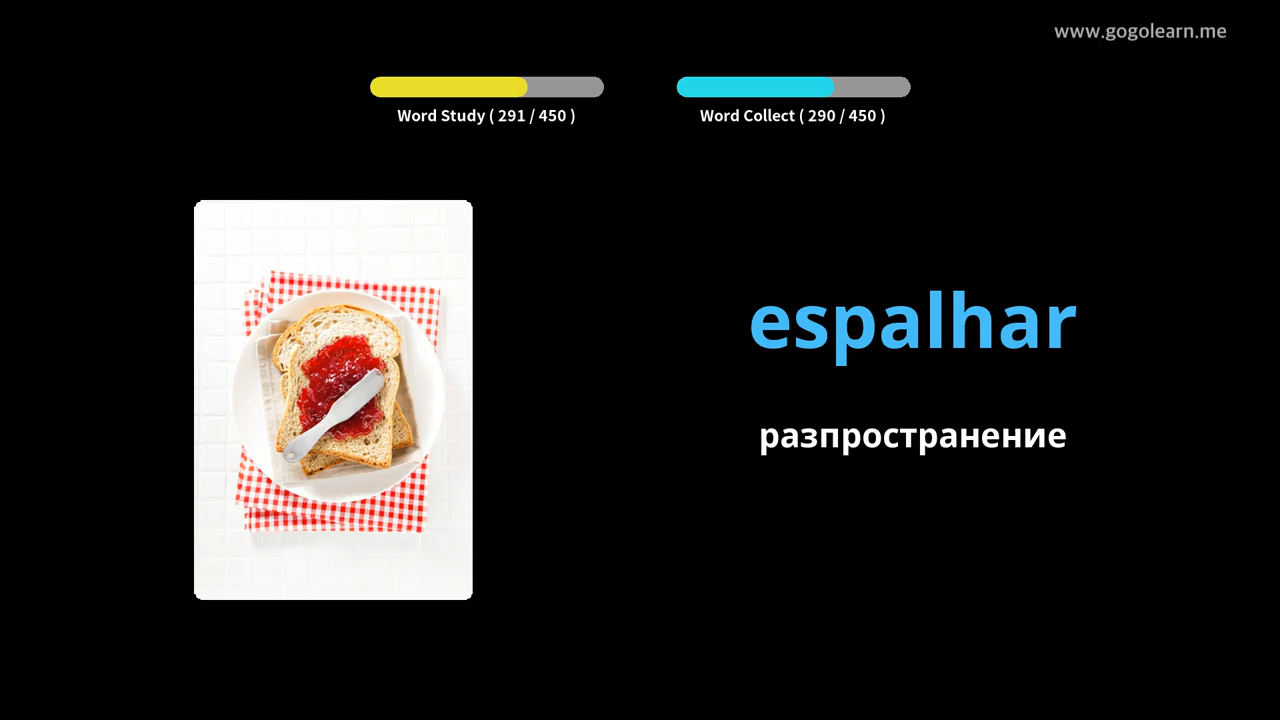 www.gogolearn.me
Word Study ( 291 / 450 )
Word Collect ( 290 / 450 )
espalhar
разпространение